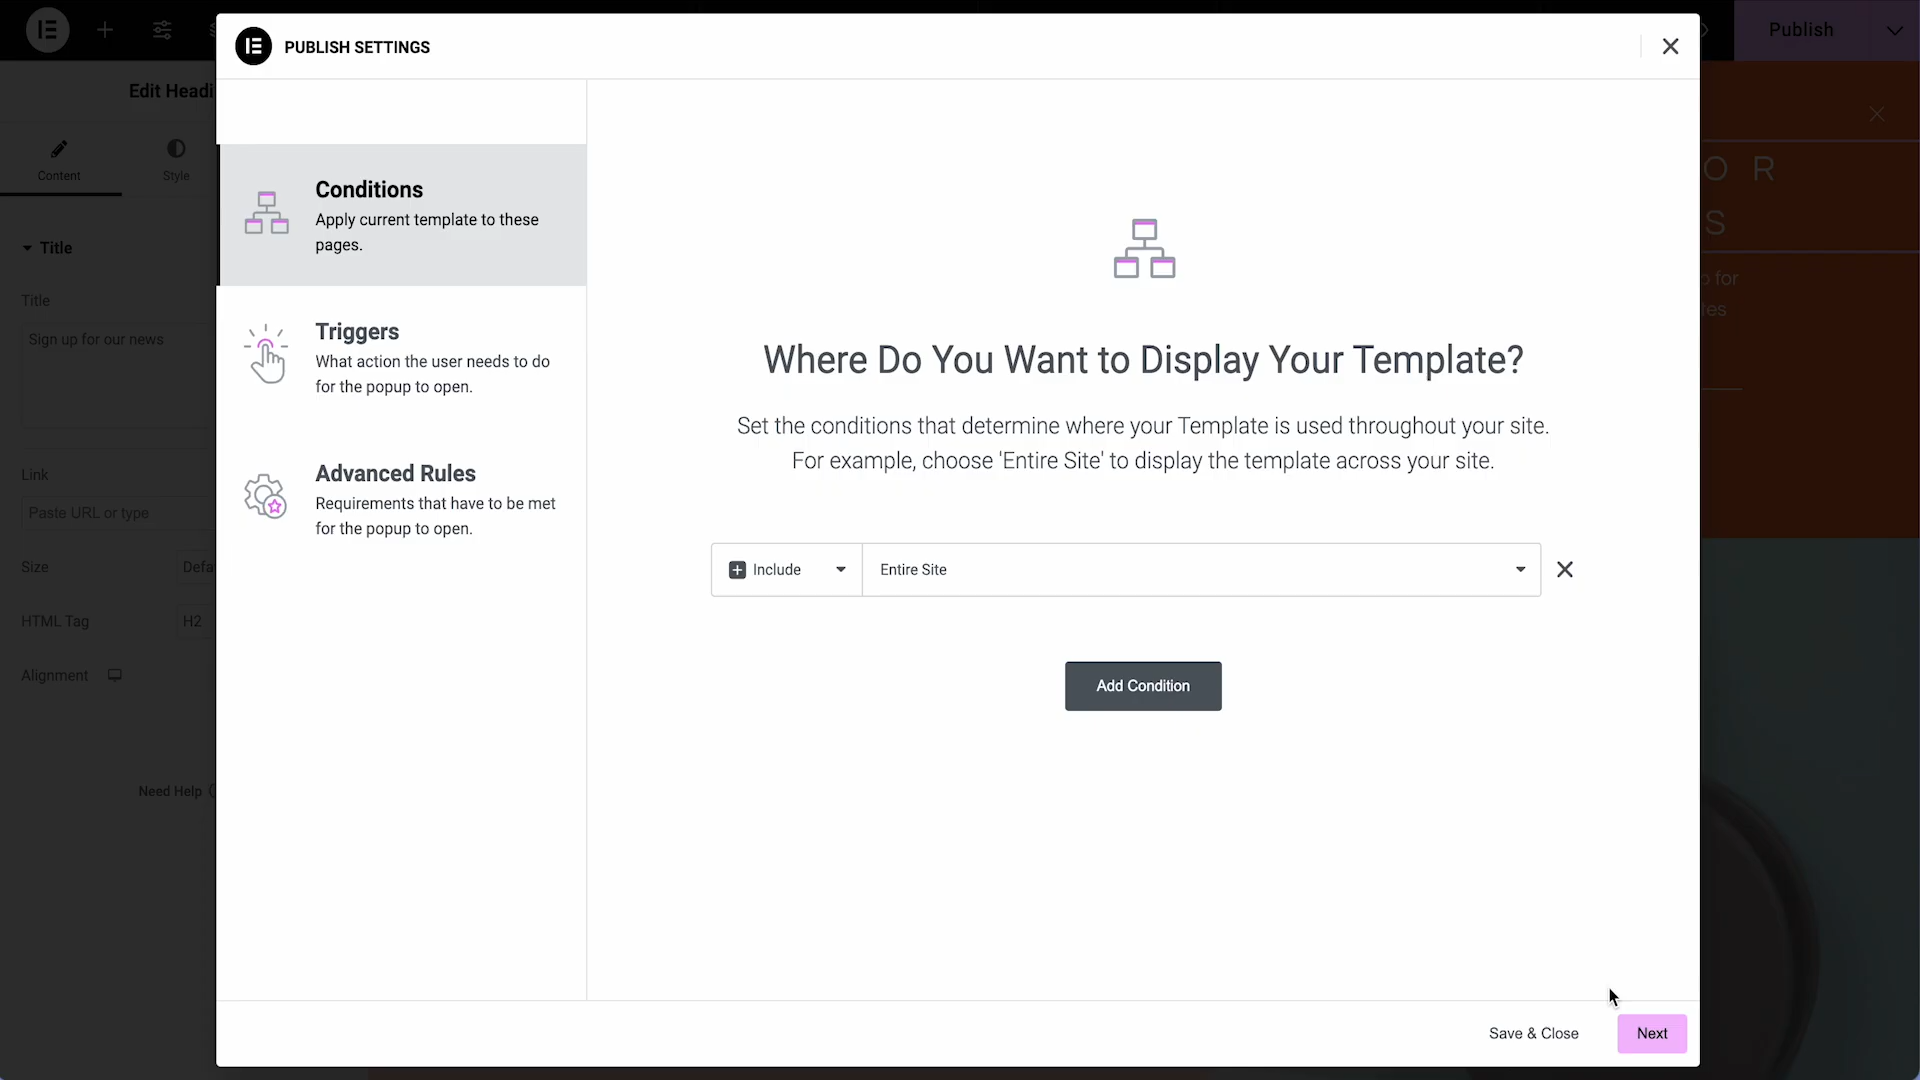 Publish
PUBLISH SETTINGS
Edit Headi
Content
Style
Title
Title
Sign up for our news
Link
Paste URL or type
Size
Defa
HTML Tag
H2
Alignment
Need Help
Conditions
Apply current template to these
pages.
Triggers
What action the user needs to do
for the popup to open.
Advanced Rules
Requirements that have to be met
for the popup to open.
Where Do You Want to Display Your Template?
Set the conditions that determine where your Template is used throughout your site.
For example, choose 'Entire Site' to display the template across your site.
Include
Entire Site
Add Condition
Save & Close
Next
O R
S
for